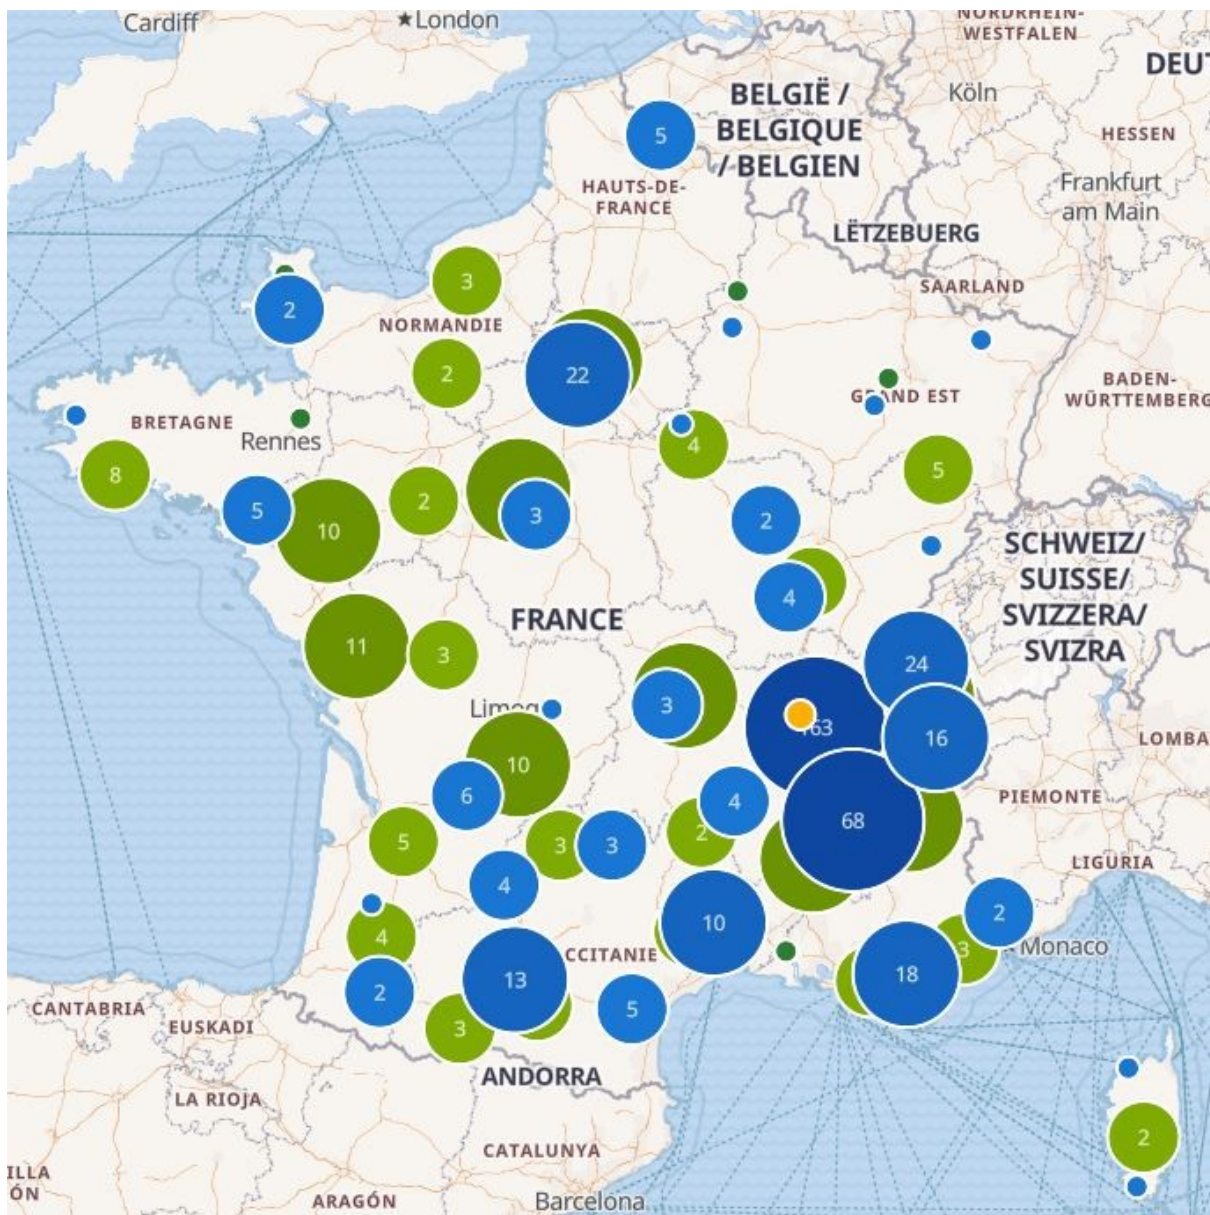 Cardiff
★London
NORDRHEIN-
WESTFALEN
DEUT
BELGIË /
BELGIQUE
/ BELGIEN
Köln
5
HESSEN
HAUTS-DE-
FRANCE
Frankfurt
am Main
LËTZEBUERG
3
SAARLAND
2
NORMANDIE
2
22
BADEN-
WÜRTTEMBERG
GRAND EST
BRETAGNE
Rennes
4
8
5
5
10
2
3
2
SCHWEIZ/
SUISSE/
SVIZZERA/
SVIZRA
4
FRANCE
11
3
24
3
163
16
LOMBA
10
6
4
PIEMONTE
68
5
3
3
2
LIGURIA
4
10
2
4
CCITANIE
3
Monaco
13
18
2
5
CANTABRIA
EUSKADI
3
ANDORRA
LA RIOJA
2
CATALUNYA
ILLA
ÓN
ARAGÓN
Barcelona